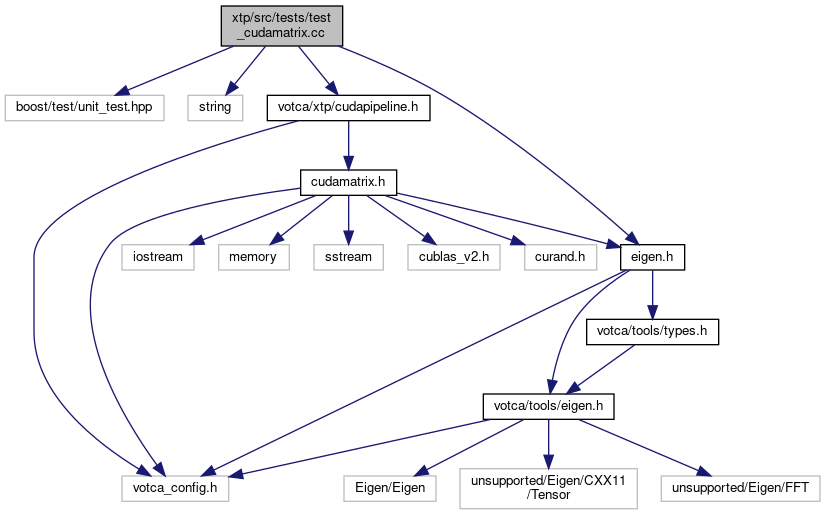 xtp/src/tests/test
_cudamatrix.cc
boost/test/unit_test.hpp
string
votca/xtp/cudapipeline.h
cudamatrix.h
iostream
memory
sstream
cublas_v2.h
curand.h
eigen.h
votca/tools/types.h
votca/tools/eigen.h
votca_config.h
Eigen/Eigen
unsupported/Eigen/CXX11
/Tensor
unsupported/Eigen/FFT